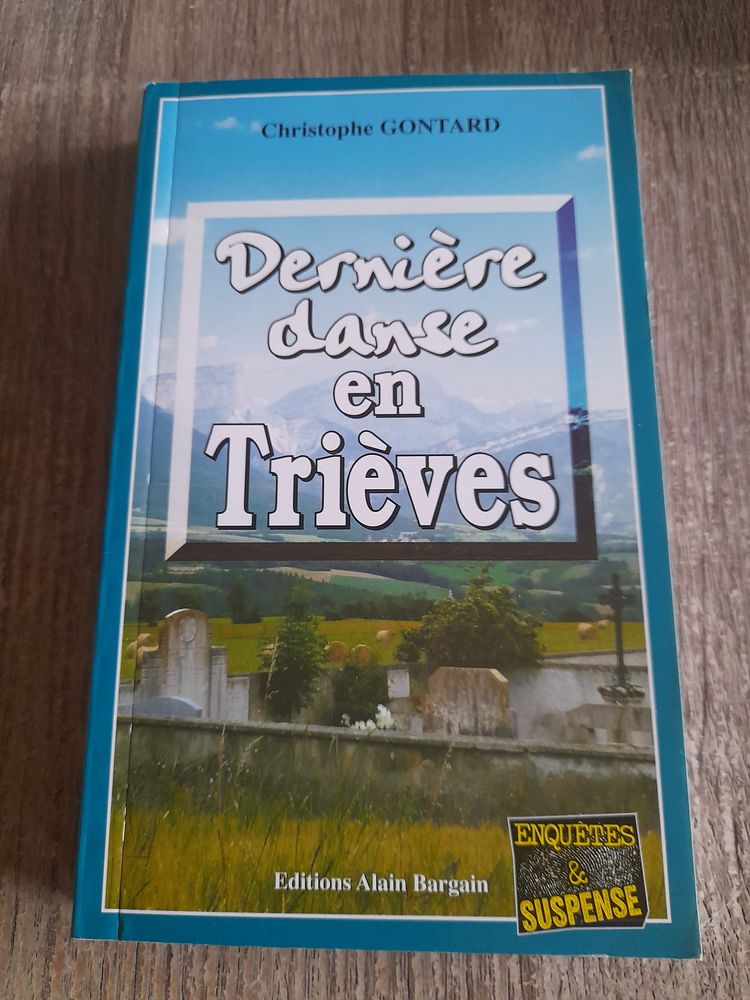 Christophe GONTARD
Dernière
danse
en
Trièves
Editions Alain Bargain
ENQUÊTES
&
SUSPENSE